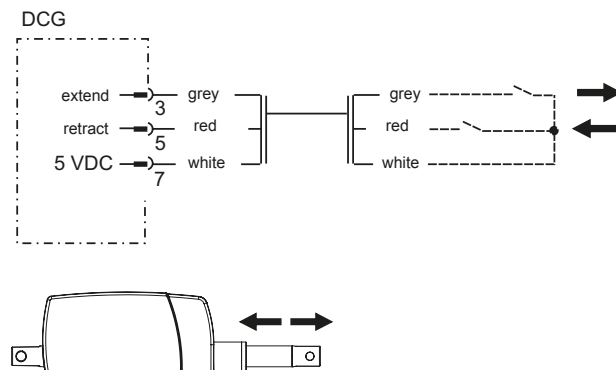 DCG
extend 3 grey grey
retract 5 red red
5 VDC 7 white white